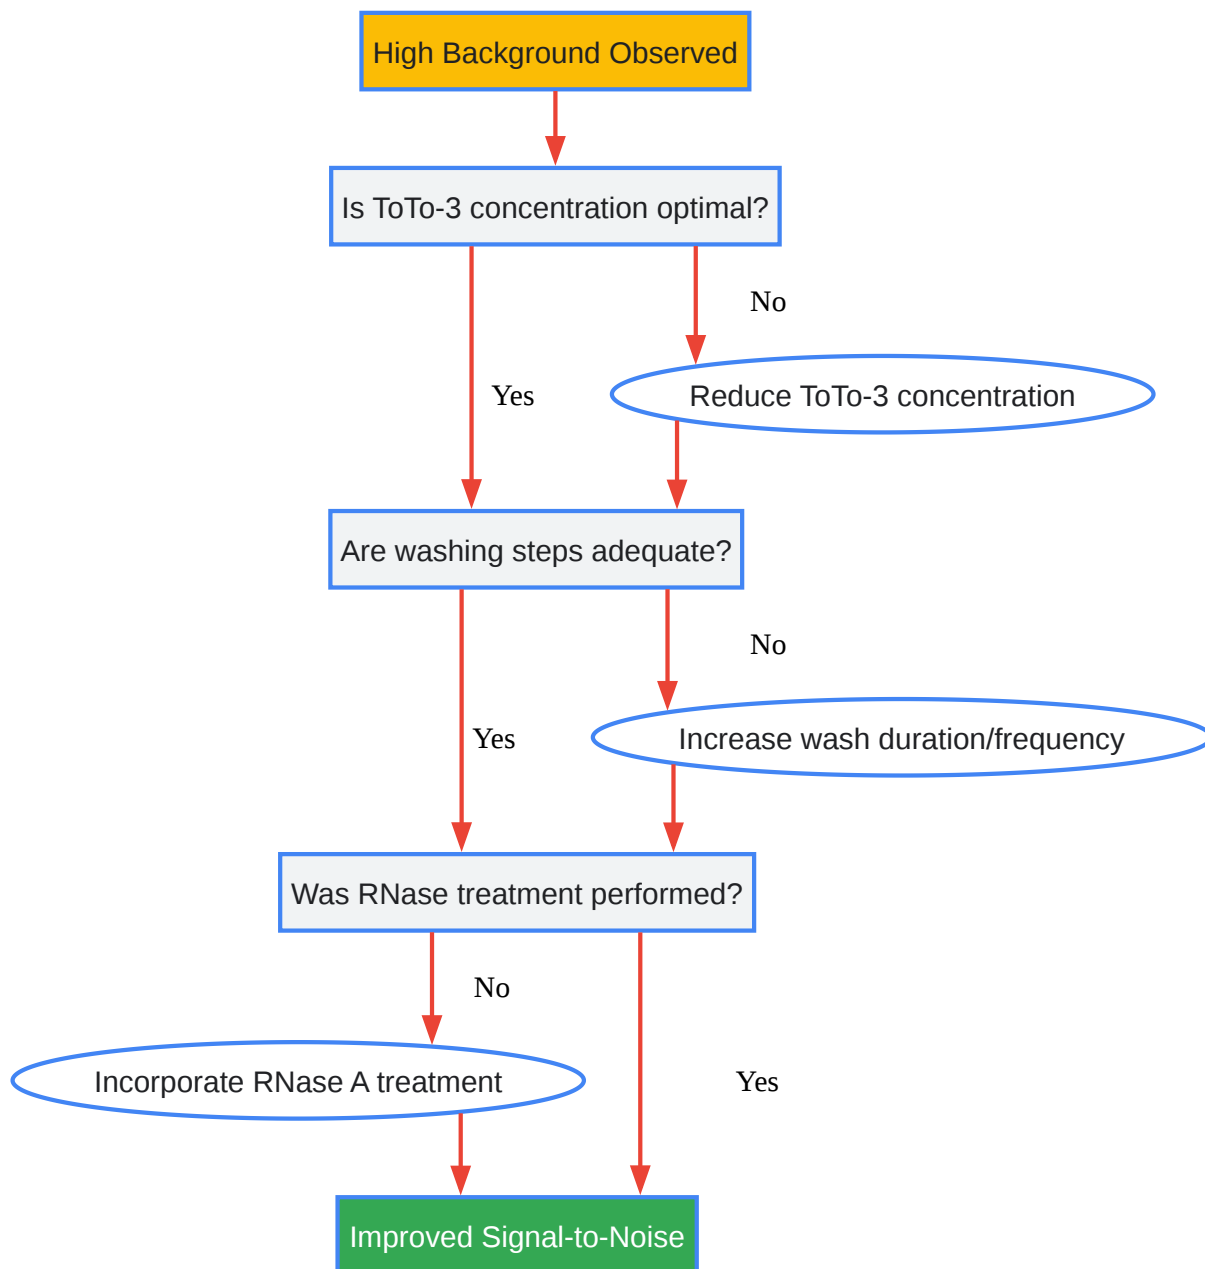 High Background Observed
Is ToTo-3 concentration optimal?
No
Yes
Reduce ToTo-3 concentration
Are washing steps adequate?
No
Yes
Increase wash duration/frequency
Was RNase treatment performed?
No
Incorporate RNase A treatment
Yes
Improved Signal-to-Noise